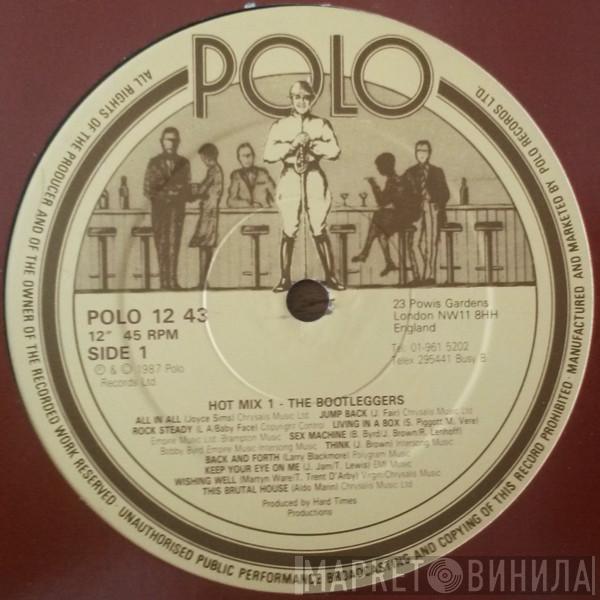 POLO
ALL RIGHTS OF THE PRODUCER AND OF THE OWNER OF THE RECORDED WORK RESERVED · UNAUTHORISED PUBLIC PERFORMANCE BROADCASTING AND COPYING OF THIS RECORD PROHIBITED · MANUFACTURED AND MARKETED BY POLO RECORDS LTD.
POLO 12 43
12" 45 RPM
SIDE 1
℗ & © 1987 Polo
Records Ltd.
23 Powis Gardens
London NW11 8HH
England
Tel: 01-961 5202
Telex 295441 Busy B
HOT MIX 1 - THE BOOTLEGGERS
ALL IN ALL (Joyce Sims) Chrysalis Music Ltd. JUMP BACK (J. Fair) Chrysalis Music Ltd
ROCK STEADY (L.A/Baby Face) Copyright Control LIVING IN A BOX (S. Piggott M. Vere)
Empire Music Ltd. Brampton Music SEX MACHINE (B. Byrd/J. Brown/R. Lenhoff)
Bobby Byrd Empire Music Intersong Music THINK (J. Brown) Intersong Music
BACK AND FORTH (Larry Blackmore) Polygram Music
KEEP YOUR EYE ON ME (J. Jam/T. Lewis) EMI Music
WISHING WELL (Martyn Ware/T. Trent D'Arby) Virgin/Chrysalis Music
THIS BRUTAL HOUSE (Aldo Marin) Chrysalis Music Ltd
Produced by Hard Times
Productions
МАРКЕТ ВИНИЛА